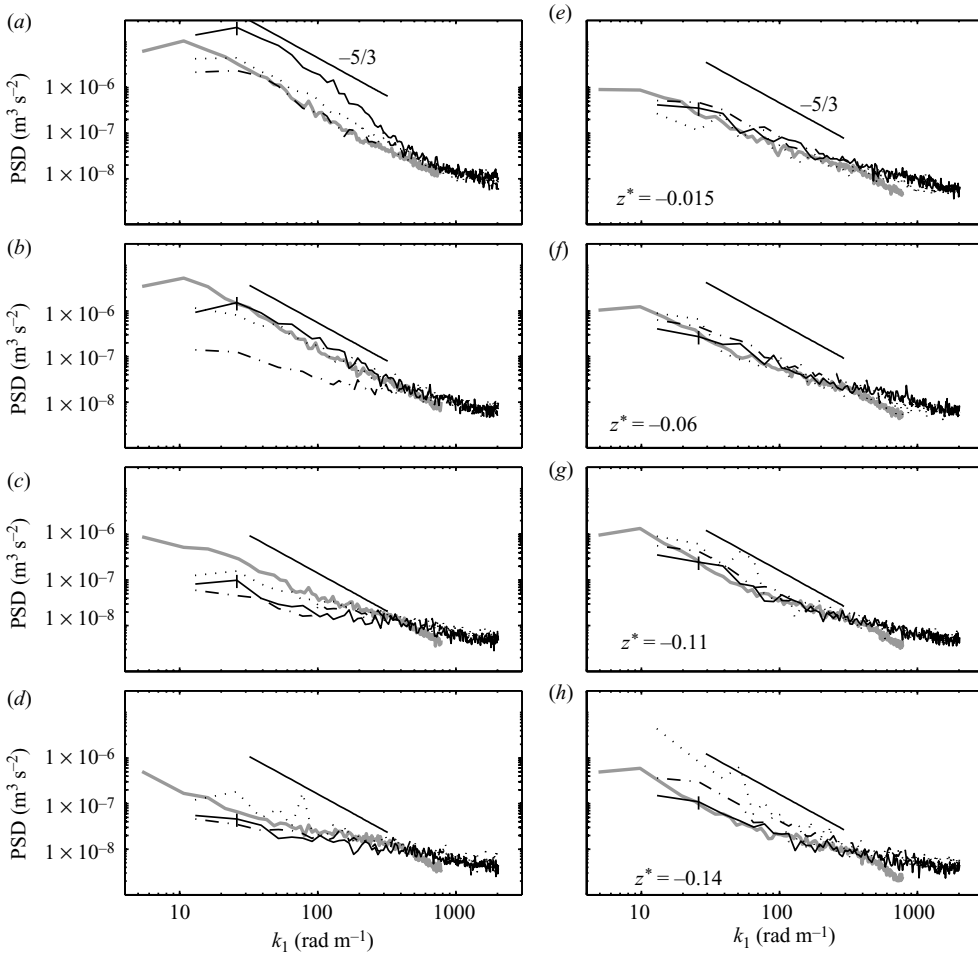 (a)
–5/3
PSD (m³ s⁻²)
1 × 10⁻⁶
1 × 10⁻⁷
1 × 10⁻⁸
(e)
–5/3
z* = –0.015
(b)
PSD (m³ s⁻²)
1 × 10⁻⁶
1 × 10⁻⁷
1 × 10⁻⁸
(f)
z* = –0.06
(c)
PSD (m³ s⁻²)
1 × 10⁻⁶
1 × 10⁻⁷
1 × 10⁻⁸
(g)
z* = –0.11
(d)
PSD (m³ s⁻²)
1 × 10⁻⁶
1 × 10⁻⁷
1 × 10⁻⁸
10 100 1000
k₁ (rad m⁻¹)
(h)
z* = –0.14
10 100 1000
k₁ (rad m⁻¹)